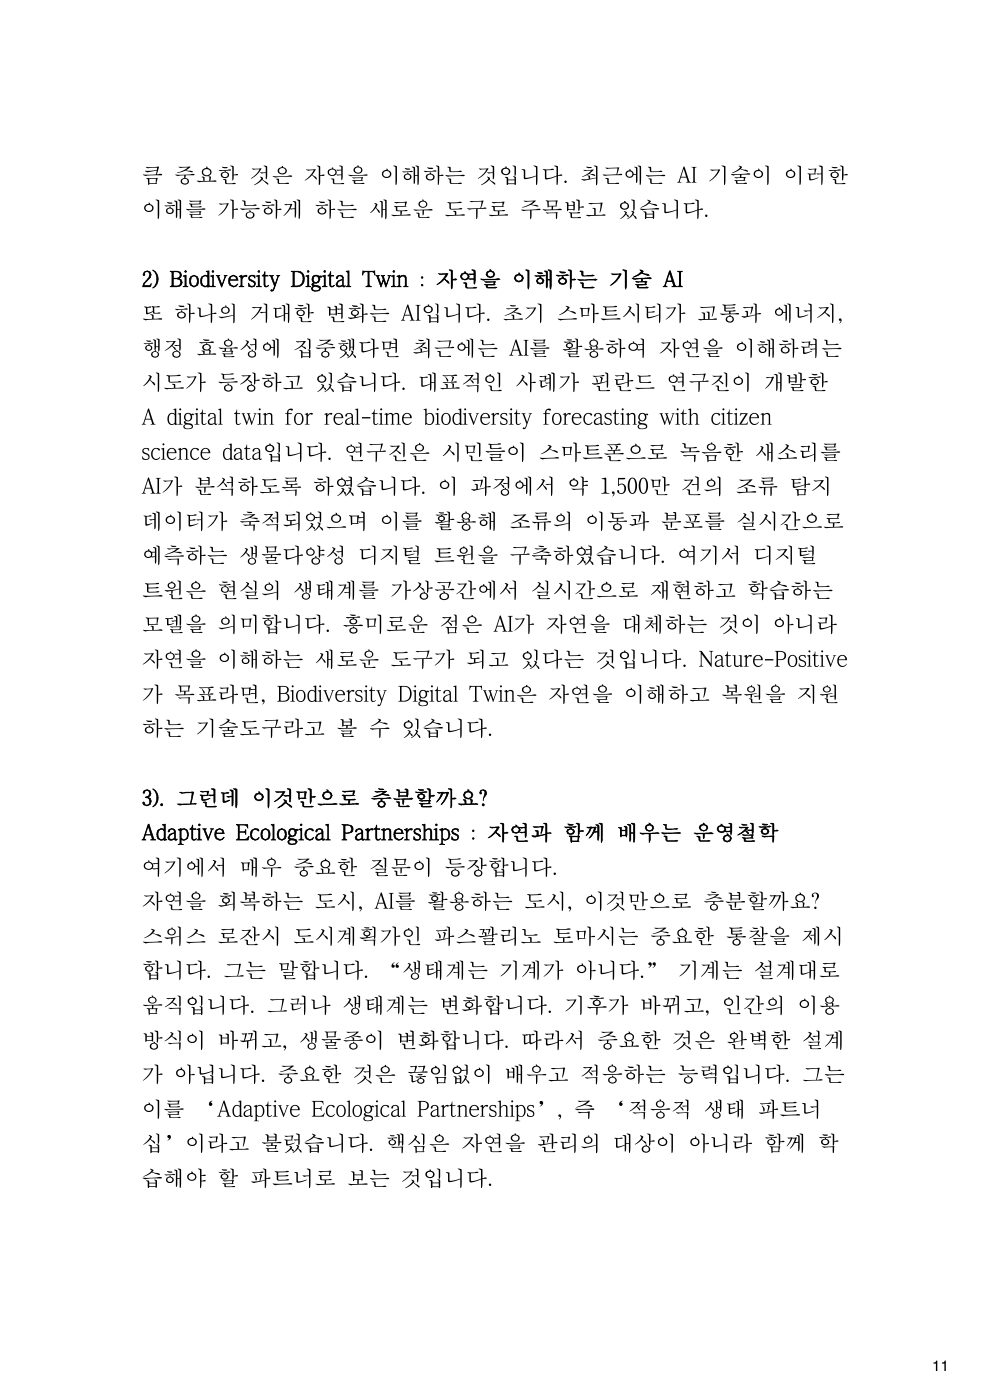 큼 중요한 것은 자연을 이해하는 것입니다. 최근에는 AI 기술이 이러한
이해를 가능하게 하는 새로운 도구로 주목받고 있습니다.
2) Biodiversity Digital Twin : 자연을 이해하는 기술 AI
또 하나의 거대한 변화는 AI입니다. 초기 스마트시티가 교통과 에너지,
행정 효율성에 집중했다면 최근에는 AI를 활용하여 자연을 이해하려는
시도가 등장하고 있습니다. 대표적인 사례가 핀란드 연구진이 개발한
A digital twin for real-time biodiversity forecasting with citizen
science data입니다. 연구진은 시민들이 스마트폰으로 녹음한 새소리를
AI가 분석하도록 하였습니다. 이 과정에서 약 1,500만 건의 조류 탐지
데이터가 축적되었으며 이를 활용해 조류의 이동과 분포를 실시간으로
예측하는 생물다양성 디지털 트윈을 구축하였습니다. 여기서 디지털
트윈은 현실의 생태계를 가상공간에서 실시간으로 재현하고 학습하는
모델을 의미합니다. 흥미로운 점은 AI가 자연을 대체하는 것이 아니라
자연을 이해하는 새로운 도구가 되고 있다는 것입니다. Nature-Positive
가 목표라면, Biodiversity Digital Twin은 자연을 이해하고 복원을 지원
하는 기술도구라고 볼 수 있습니다.
3). 그런데 이것만으로 충분할까요?
Adaptive Ecological Partnerships : 자연과 함께 배우는 운영철학
여기에서 매우 중요한 질문이 등장합니다.
자연을 회복하는 도시, AI를 활용하는 도시, 이것만으로 충분할까요?
스위스 로잔시 도시계획가인 파스꽐리노 토마시는 중요한 통찰을 제시
합니다. 그는 말합니다. “생태계는 기계가 아니다.” 기계는 설계대로
움직입니다. 그러나 생태계는 변화합니다. 기후가 바뀌고, 인간의 이용
방식이 바뀌고, 생물종이 변화합니다. 따라서 중요한 것은 완벽한 설계
가 아닙니다. 중요한 것은 끊임없이 배우고 적응하는 능력입니다. 그는
이를 ‘Adaptive Ecological Partnerships’, 즉 ‘적응적 생태 파트너
십’이라고 불렀습니다. 핵심은 자연을 관리의 대상이 아니라 함께 학
습해야 할 파트너로 보는 것입니다.
11